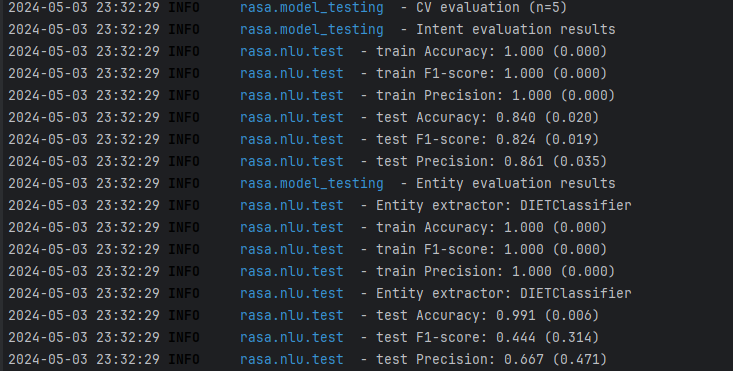 2024-05-03 23:32:29 INFO     rasa.model_testing  - CV evaluation (n=5)
2024-05-03 23:32:29 INFO     rasa.model_testing  - Intent evaluation results
2024-05-03 23:32:29 INFO     rasa.nlu.test  - train Accuracy: 1.000 (0.000)
2024-05-03 23:32:29 INFO     rasa.nlu.test  - train F1-score: 1.000 (0.000)
2024-05-03 23:32:29 INFO     rasa.nlu.test  - train Precision: 1.000 (0.000)
2024-05-03 23:32:29 INFO     rasa.nlu.test  - test Accuracy: 0.840 (0.020)
2024-05-03 23:32:29 INFO     rasa.nlu.test  - test F1-score: 0.824 (0.019)
2024-05-03 23:32:29 INFO     rasa.nlu.test  - test Precision: 0.861 (0.035)
2024-05-03 23:32:29 INFO     rasa.model_testing  - Entity evaluation results
2024-05-03 23:32:29 INFO     rasa.nlu.test  - Entity extractor: DIETClassifier
2024-05-03 23:32:29 INFO     rasa.nlu.test  - train Accuracy: 1.000 (0.000)
2024-05-03 23:32:29 INFO     rasa.nlu.test  - train F1-score: 1.000 (0.000)
2024-05-03 23:32:29 INFO     rasa.nlu.test  - train Precision: 1.000 (0.000)
2024-05-03 23:32:29 INFO     rasa.nlu.test  - Entity extractor: DIETClassifier
2024-05-03 23:32:29 INFO     rasa.nlu.test  - test Accuracy: 0.991 (0.006)
2024-05-03 23:32:29 INFO     rasa.nlu.test  - test F1-score: 0.444 (0.314)
2024-05-03 23:32:29 INFO     rasa.nlu.test  - test Precision: 0.667 (0.471)